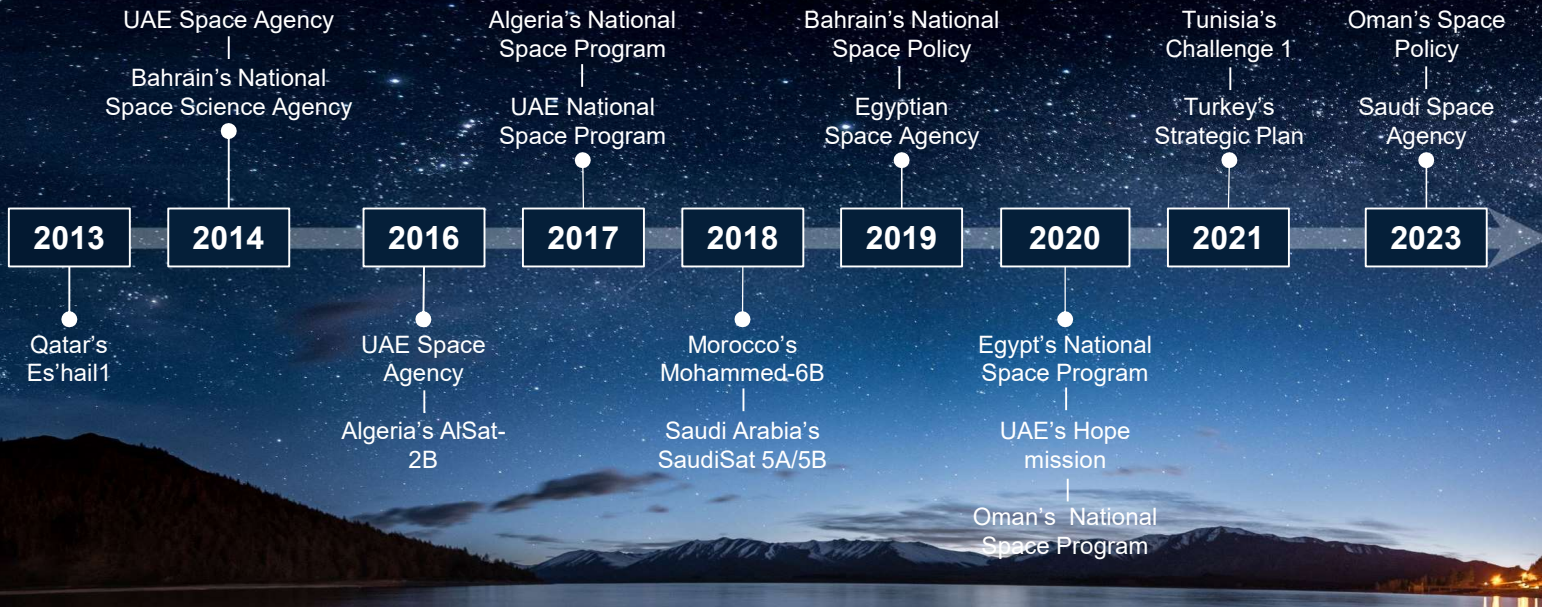 UAE Space Agency
Bahrain's National
Space Science Agency
Algeria's National
Space Program
UAE National
Space Program
Bahrain's National
Space Policy
Egyptian
Space Agency
Tunisia's
Challenge 1
Turkey's
Strategic Plan
Oman's Space
Policy
Saudi Space
Agency
2013
2014
2016
2017
2018
2019
2020
2021
2023
Qatar's
Es'hail1
UAE Space
Agency
Algeria's AlSat-
2B
Morocco's
Mohammed-6B
Saudi Arabia's
SaudiSat 5A/5B
Egypt's National
Space Program
UAE's Hope
mission
Oman's National
Space Program